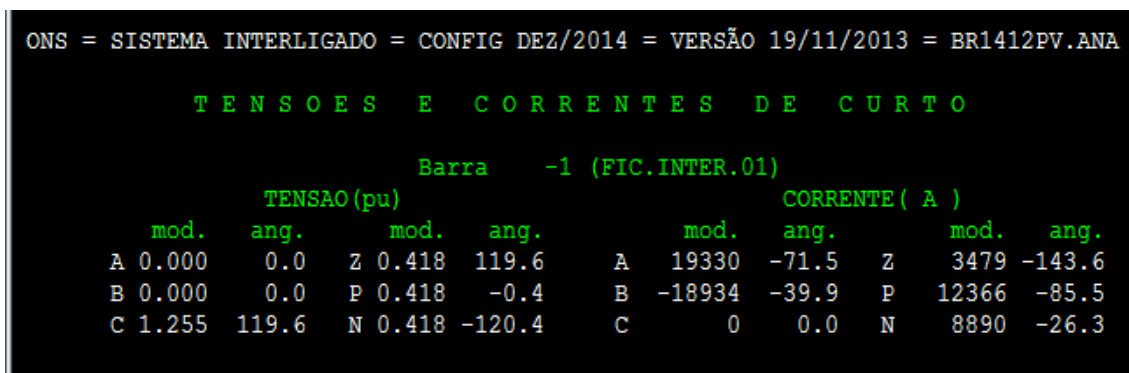 ONS = SISTEMA INTERLIGADO = CONFIG DEZ/2014 = VERSÃO 19/11/2013 = BR1412PV.ANA
T E N S O E S E C O R R E N T E S D E C U R T O
Barra -1 (FIC.INTER.01)
TENSAO(pu) CORRENTE( A )
mod. ang. mod. ang. mod. ang. mod. ang.
A 0.000 0.0 Z 0.418 119.6 A 19330 -71.5 Z 3479 -143.6
B 0.000 0.0 P 0.418 -0.4 B -18934 -39.9 P 12366 -85.5
C 1.255 119.6 N 0.418 -120.4 C 0 0.0 N 8890 -26.3